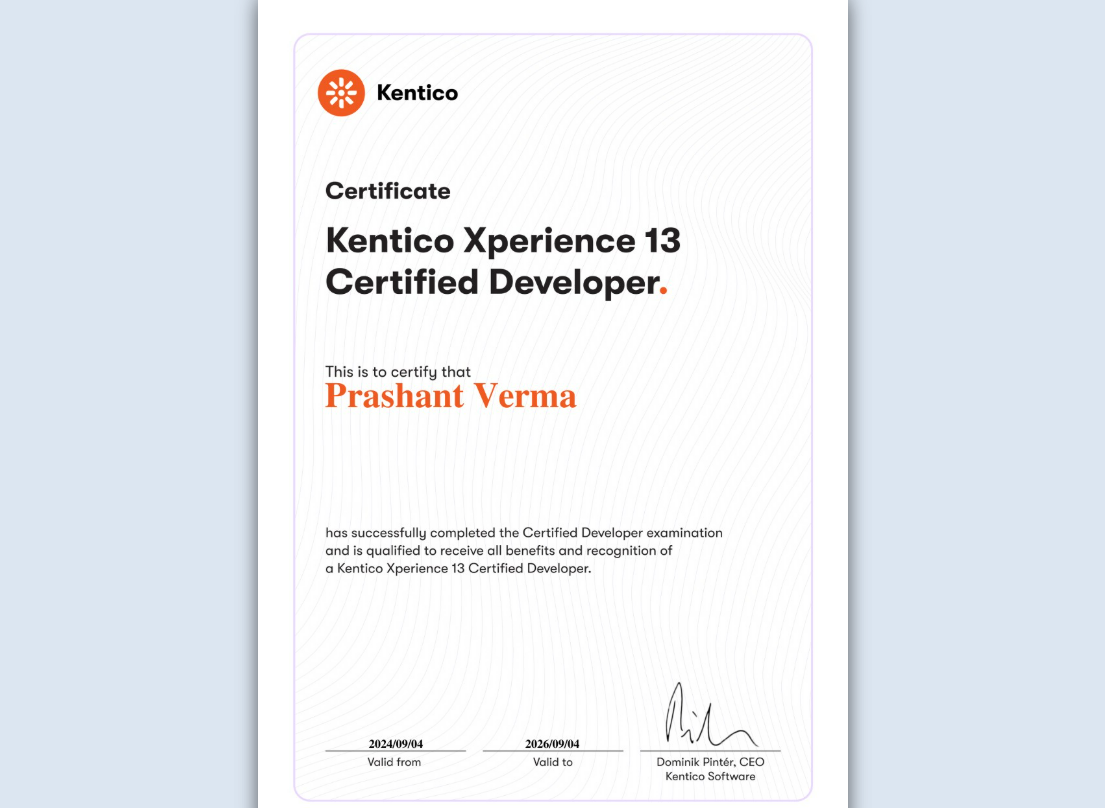 Kentico
Certificate
Kentico Xperience 13
Certified Developer.
This is to certify that
Prashant Verma
has successfully completed the Certified Developer examination
and is qualified to receive all benefits and recognition of
a Kentico Xperience 13 Certified Developer.
2024/09/04
Valid from
2026/09/04
Valid to
Dominik Pintér, CEO
Kentico Software